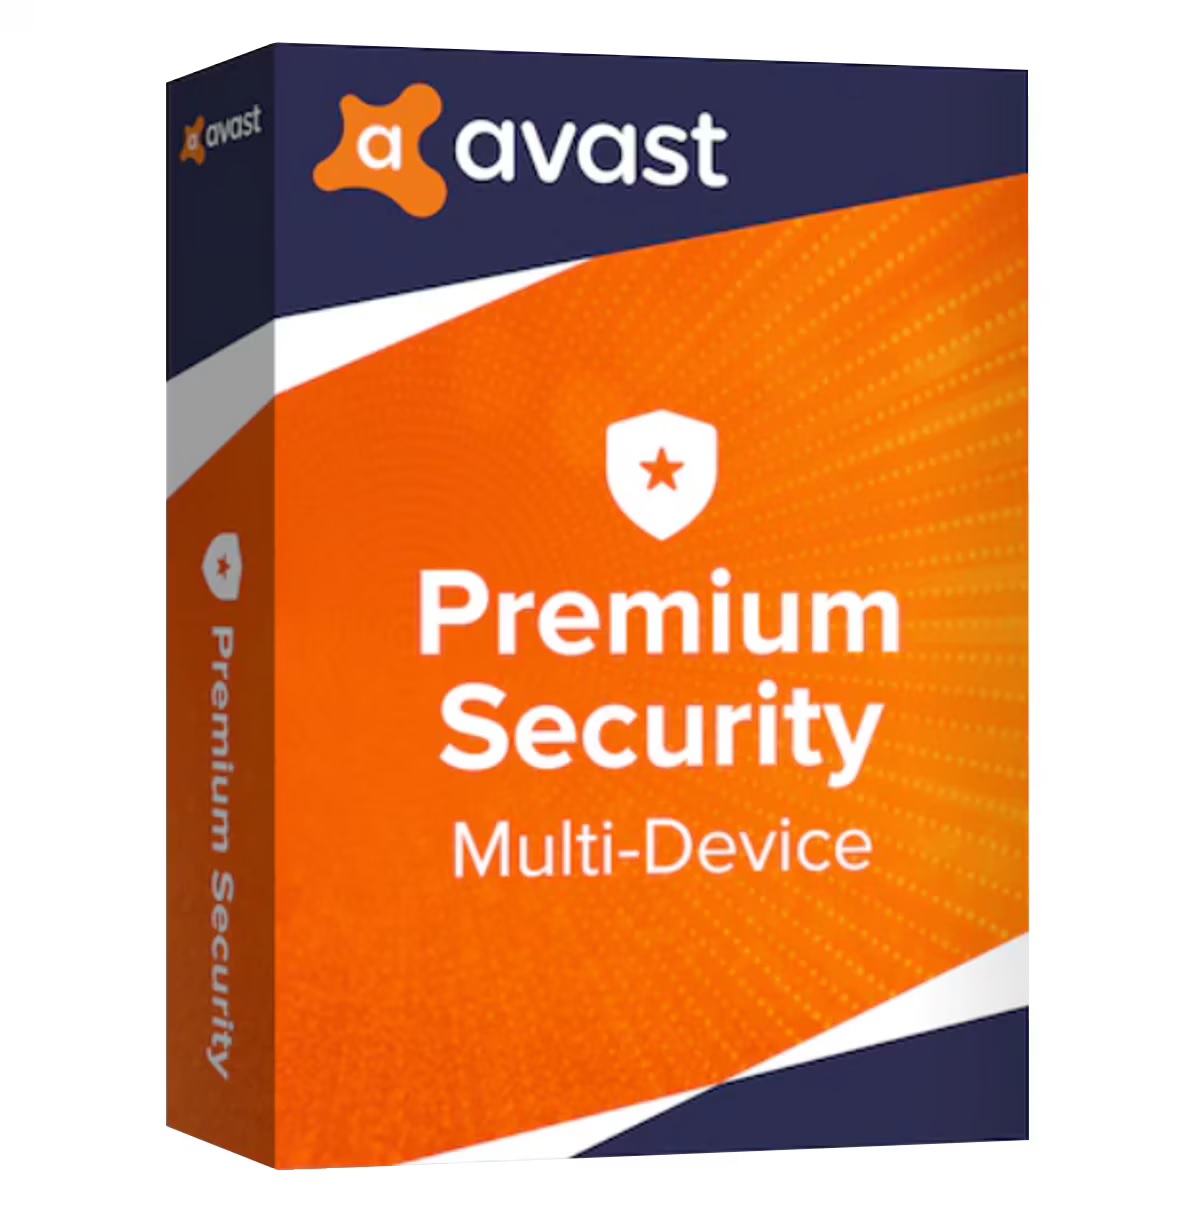 avast
a avast
Premium
Security
Multi-Device
Premium Security